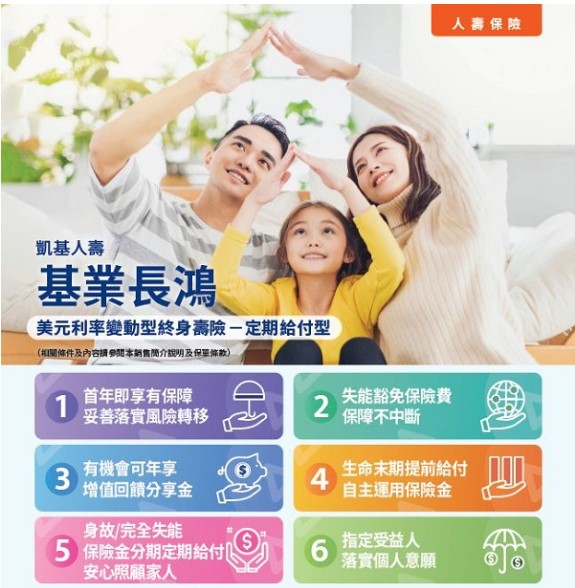 人壽保險
凱基人壽
基業長鴻
美元利率變動型終身壽險－定期給付型
(相關條件及內容請參閱本銷售簡介說明及保單條款)
1
首年即享有保障
妥善落實風險轉移
2
失能豁免保險費
保障不中斷
3
有機會可年享
增值回饋分享金
4
生命末期提前給付
自主運用保險金
5
身故/完全失能
保險金分期定期給付
安心照顧家人
6
指定受益人
落實個人意願